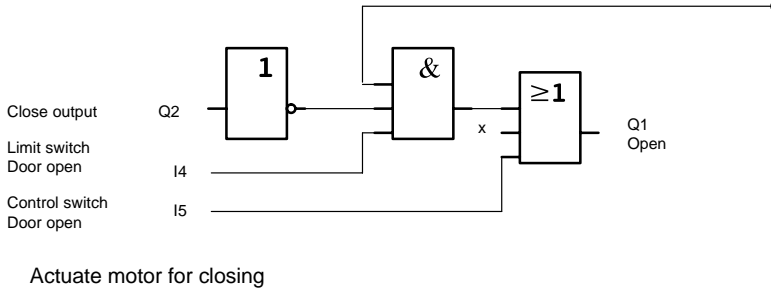 1
&
≥1
Close output Q2
x
Q1
Open
Limit switch
Door open
I4
Control switch
Door open
I5
Actuate motor for closing